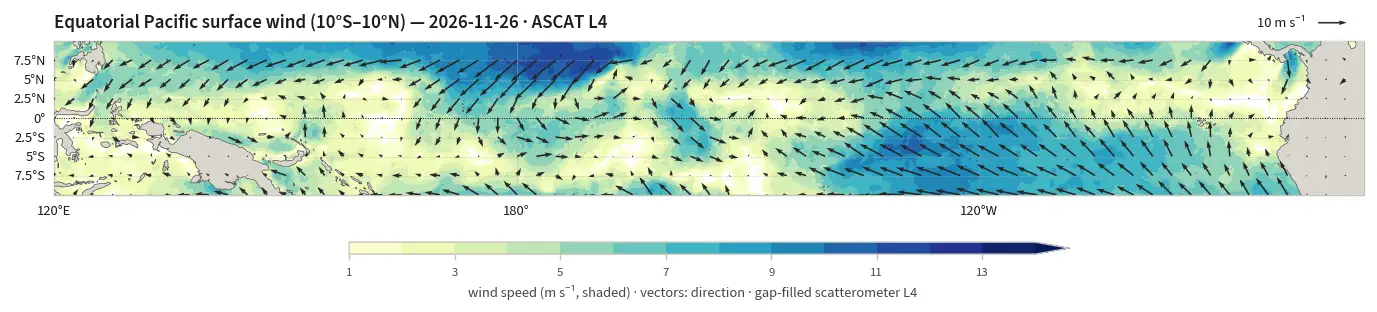 Equatorial Pacific surface wind (10°S–10°N) — 2026-11-26 · ASCAT L4
10 m s⁻¹
7.5°N
5°N
2.5°N
0°
2.5°S
5°S
7.5°S
120°E 180° 120°W
1 3 5 7 9 11 13
wind speed (m s⁻¹, shaded) · vectors: direction · gap-filled scatterometer L4